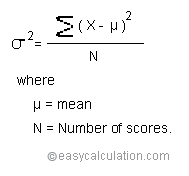 σ² = Σ(X - μ)² / N
where
μ = mean
N = Number of scores.
©easycalculation.com